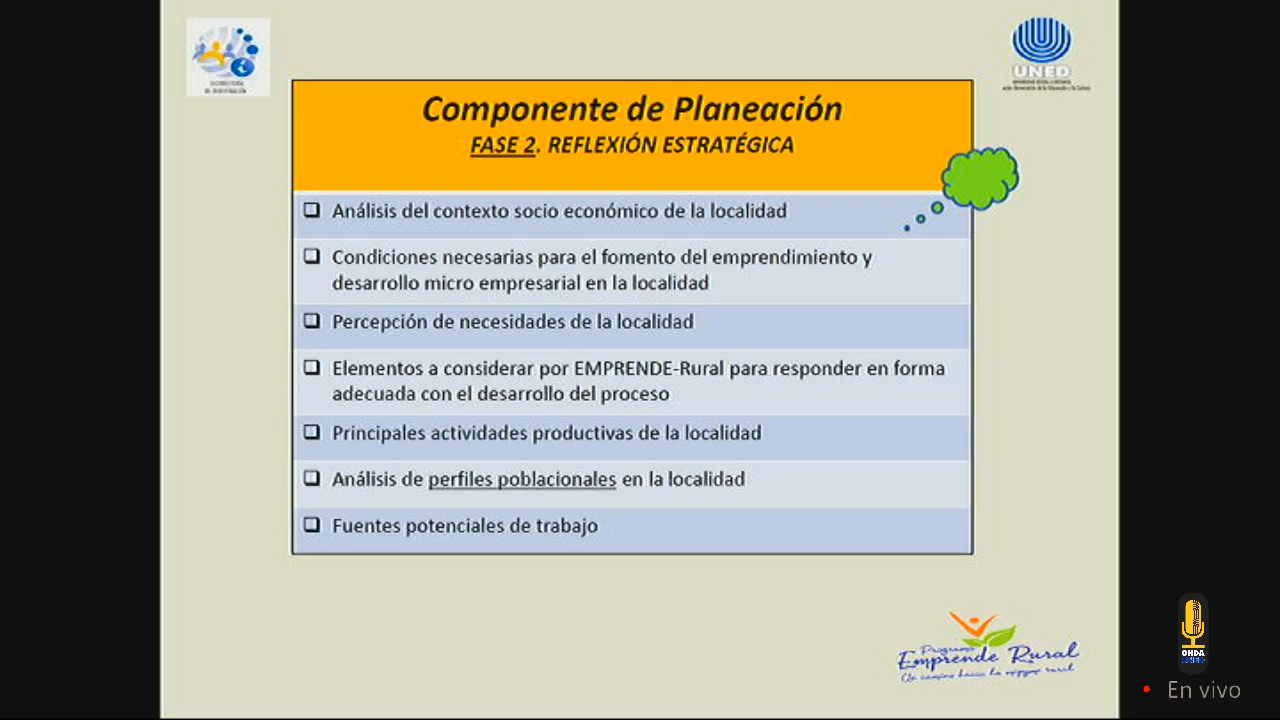 UNED
Componente de Planeación
FASE 2. REFLEXIÓN ESTRATÉGICA
Análisis del contexto socio económico de la localidad
Condiciones necesarias para el fomento del emprendimiento y
desarrollo micro empresarial en la localidad
Percepción de necesidades de la localidad
Elementos a considerar por EMPRENDE-Rural para responder en forma
adecuada con el desarrollo del proceso
Principales actividades productivas de la localidad
Análisis de perfiles poblacionales en la localidad
Fuentes potenciales de trabajo
Programa
Emprende Rural
ONDA
UNED
En vivo